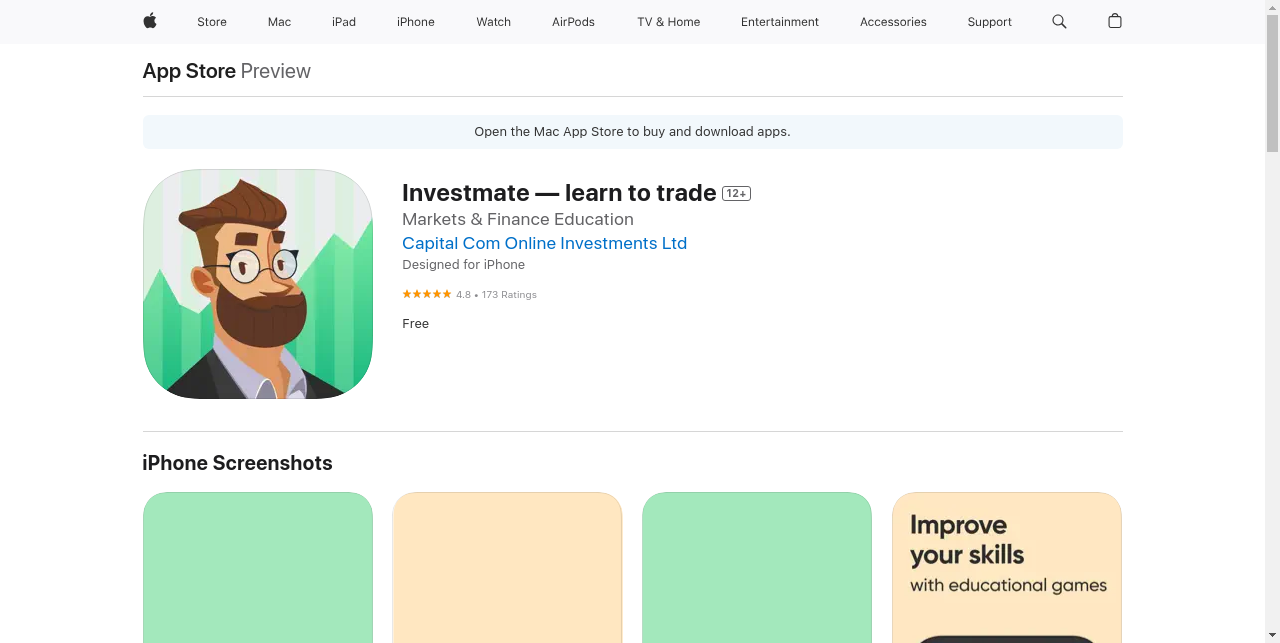 Store Mac iPad iPhone Watch AirPods TV & Home Entertainment Accessories Support
App Store Preview
Open the Mac App Store to buy and download apps.
Investmate — learn to trade 12+
Markets & Finance Education
Capital Com Online Investments Ltd
Designed for iPhone
★★★★★ 4.8 • 173 Ratings
Free
iPhone Screenshots
Improve
your skills
with educational games